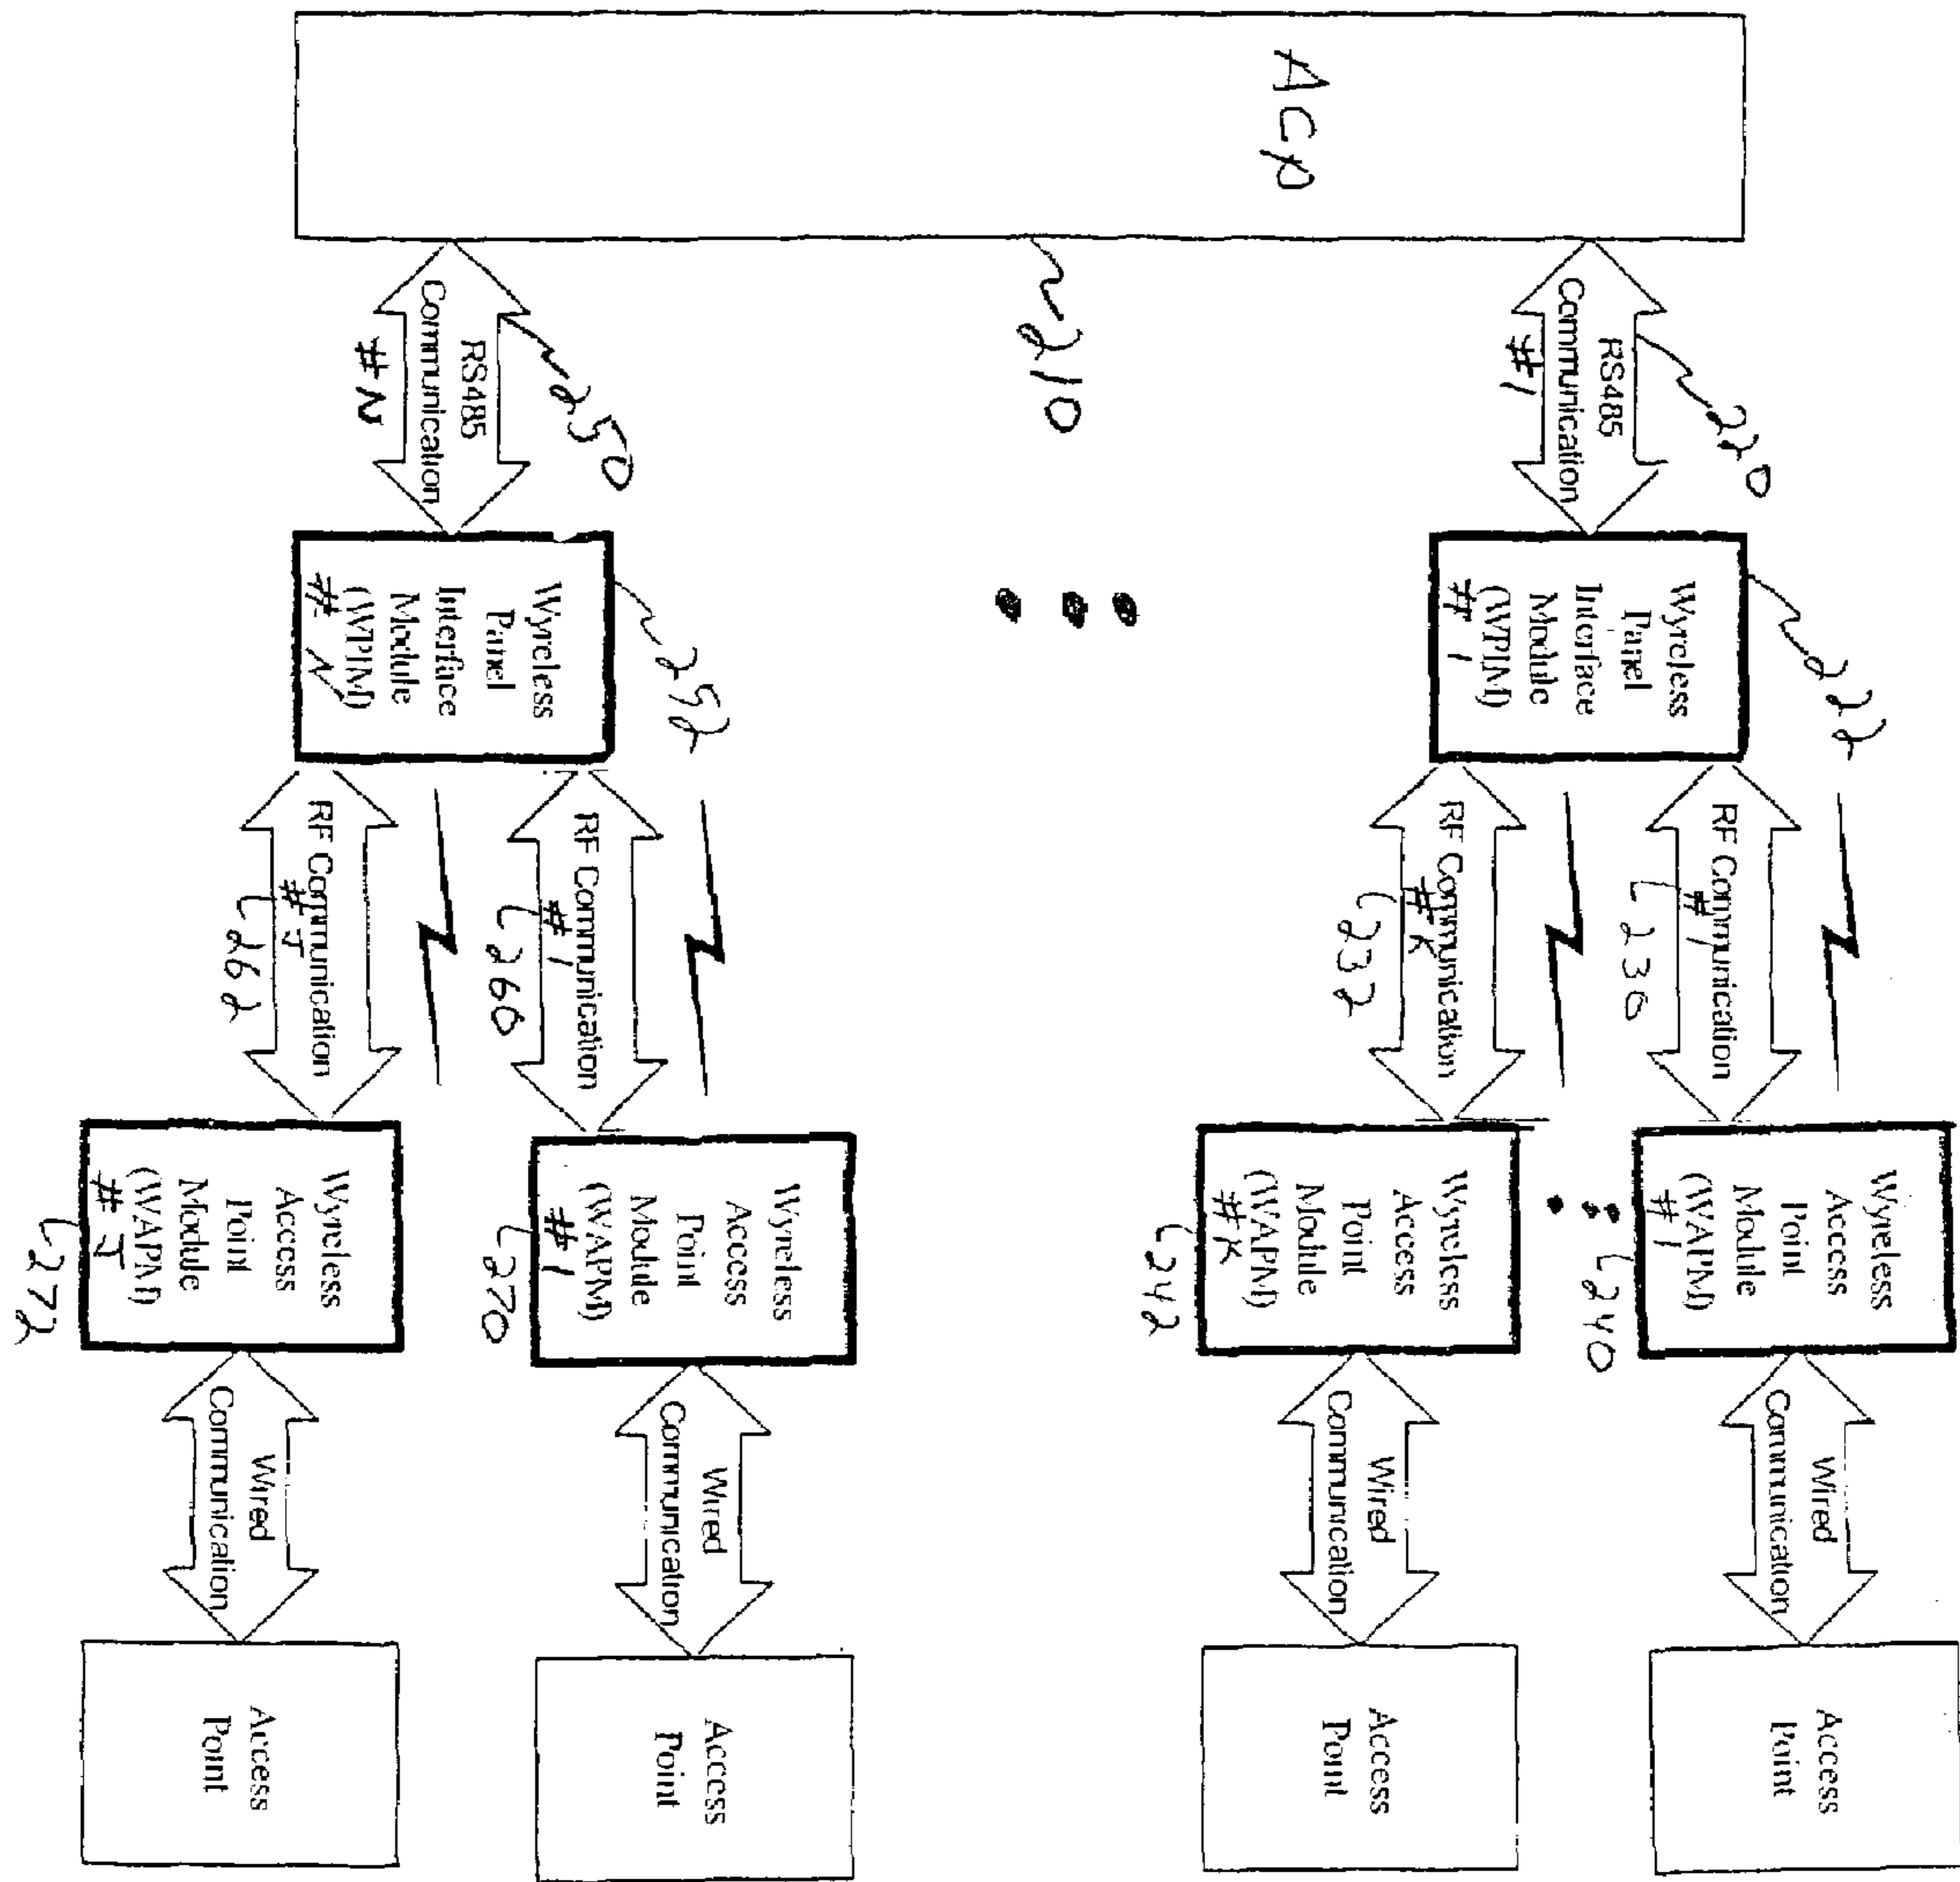 ACP
210
220
RS485
Communication
#1
222
Wyreless
Panel
Interface
Module
(WPIM)
#1
RF Communication
#1
230
RF Communication
#K
232
Wyreless
Access
Point
Module
(WAPM)
#1
240
Wyreless
Access
Point
Module
(WAPM)
#K
242
Wired
Communication
Wired
Communication
Access
Point
Access
Point
250
RS485
Communication
#N
252
Wyreless
Panel
Interface
Module
(WPIM)
#N
RF Communication
#1
260
RF Communication
#J
262
Wyreless
Access
Point
Module
(WAPM)
#1
270
Wyreless
Access
Point
Module
(WAPM)
#J
272
Wired
Communication
Wired
Communication
Access
Point
Access
Point